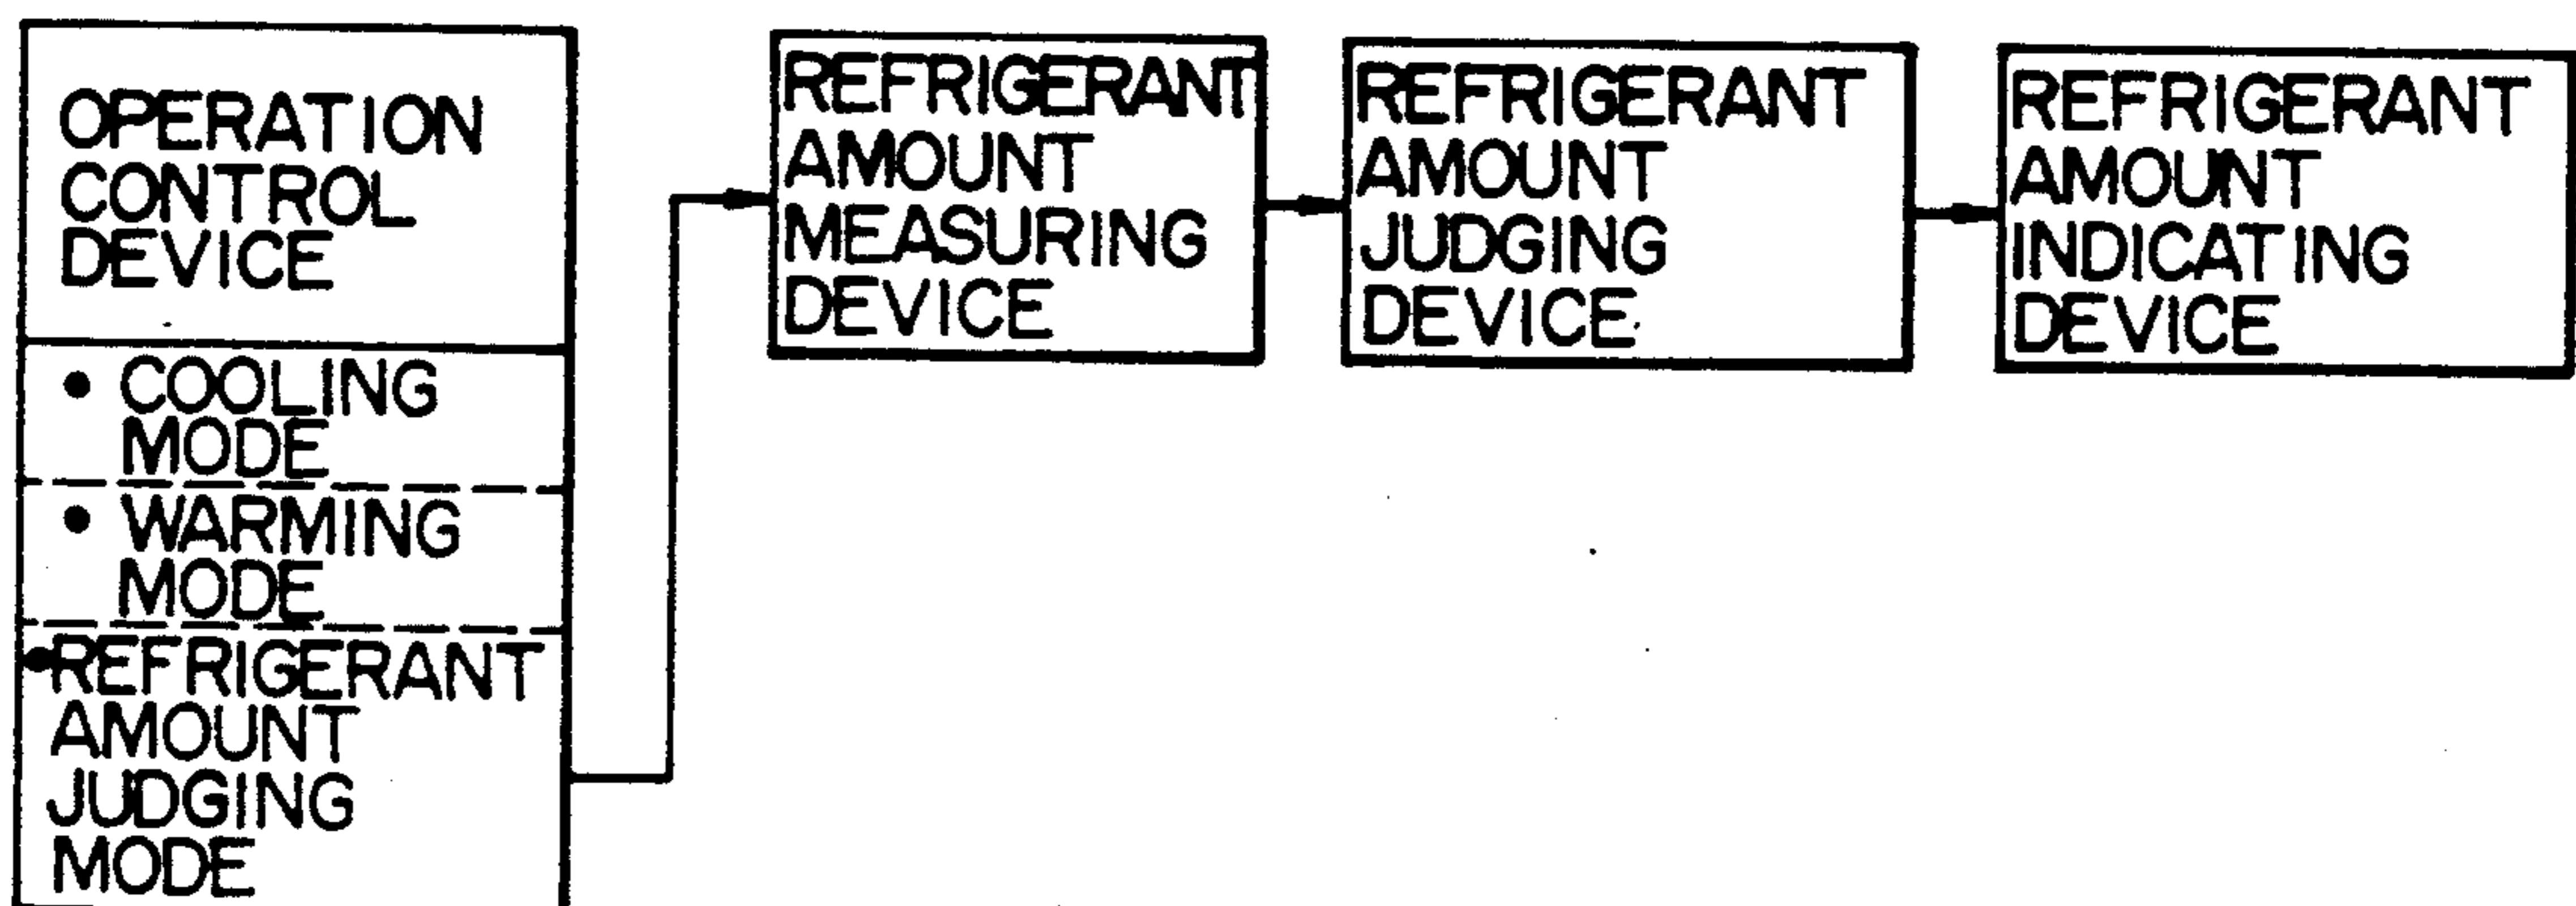 OPERATION
CONTROL
DEVICE
• COOLING
MODE
• WARMING
MODE
•REFRIGERANT
AMOUNT
JUDGING
MODE
REFRIGERANT
AMOUNT
MEASURING
DEVICE
REFRIGERANT
AMOUNT
JUDGING
DEVICE
REFRIGERANT
AMOUNT
INDICATING
DEVICE